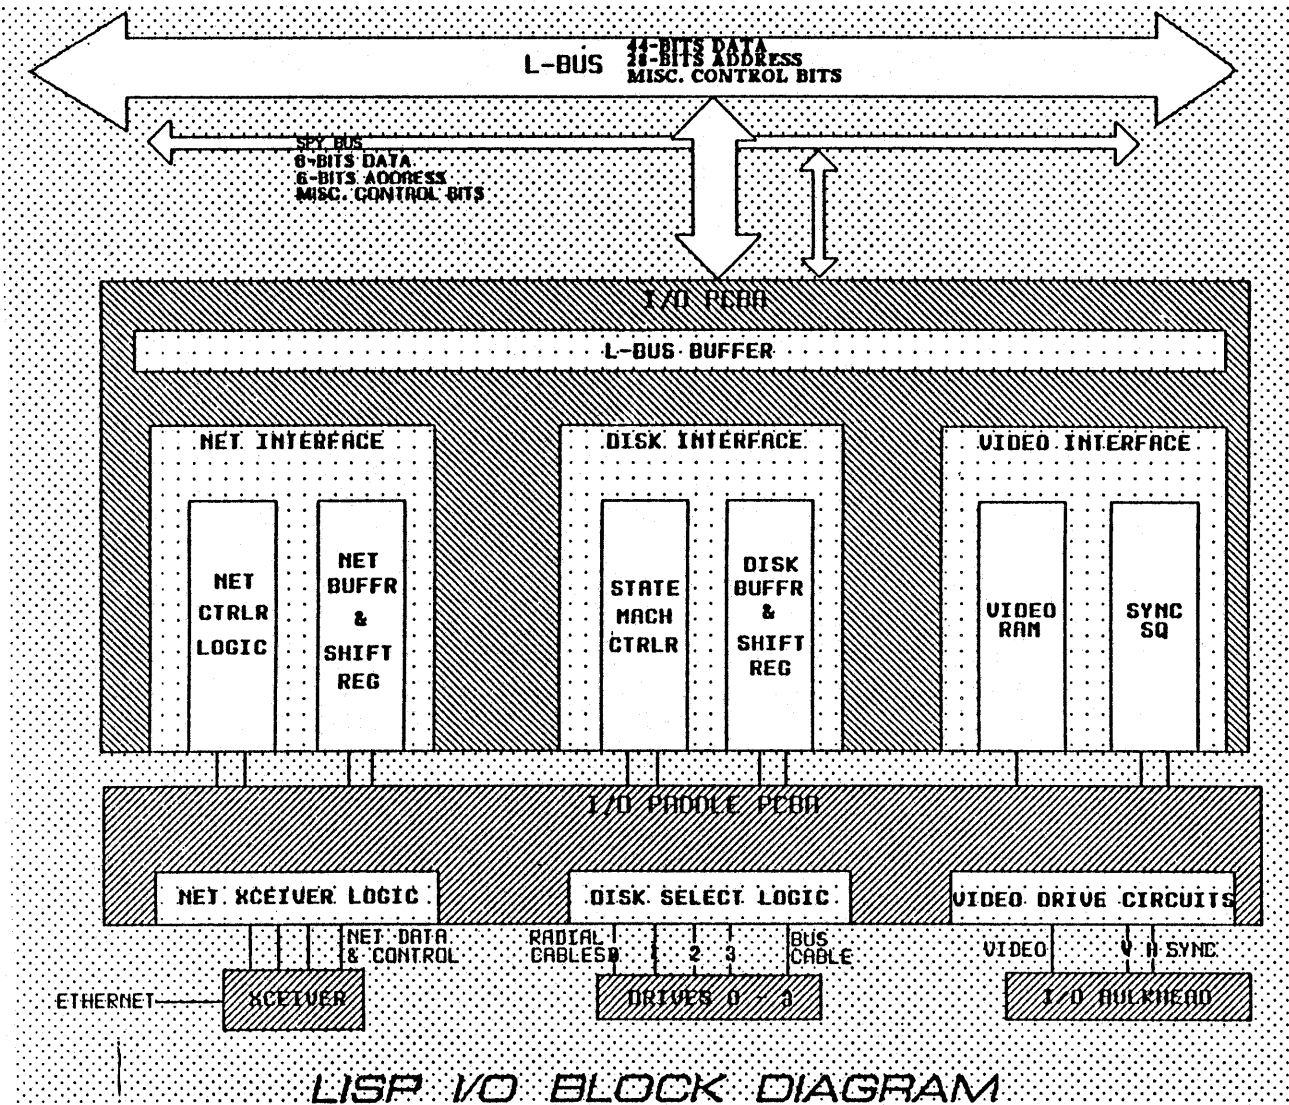 L-BUS
44-BITS DATA
28-BITS ADDRESS
MISC. CONTROL BITS
SPY BUS
8-BITS DATA
6-BITS ADDRESS
MISC. CONTROL BITS
I/O PCBA
L-BUS BUFFER
NET INTERFACE
DISK INTERFACE
VIDEO INTERFACE
NET
CTRLR
LOGIC
NET
BUFFR
&
SHIFT
REG
STATE
MACH
CTRLR
DISK
BUFFR
&
SHIFT
REG
VIDEO
RAM
SYNC
SQ
I/O PADDLE PCBA
NET XCEIVER LOGIC
DISK SELECT LOGIC
VIDEO DRIVE CIRCUITS
NET DATA
& CONTROL
RADIAL
CABLES 0 1 2 3
BUS
CABLE
VIDEO
V H SYNC
ETHERNET
XCEIVER
DRIVES 0 - 3
I/O BULKHEAD
LISP I/O BLOCK DIAGRAM